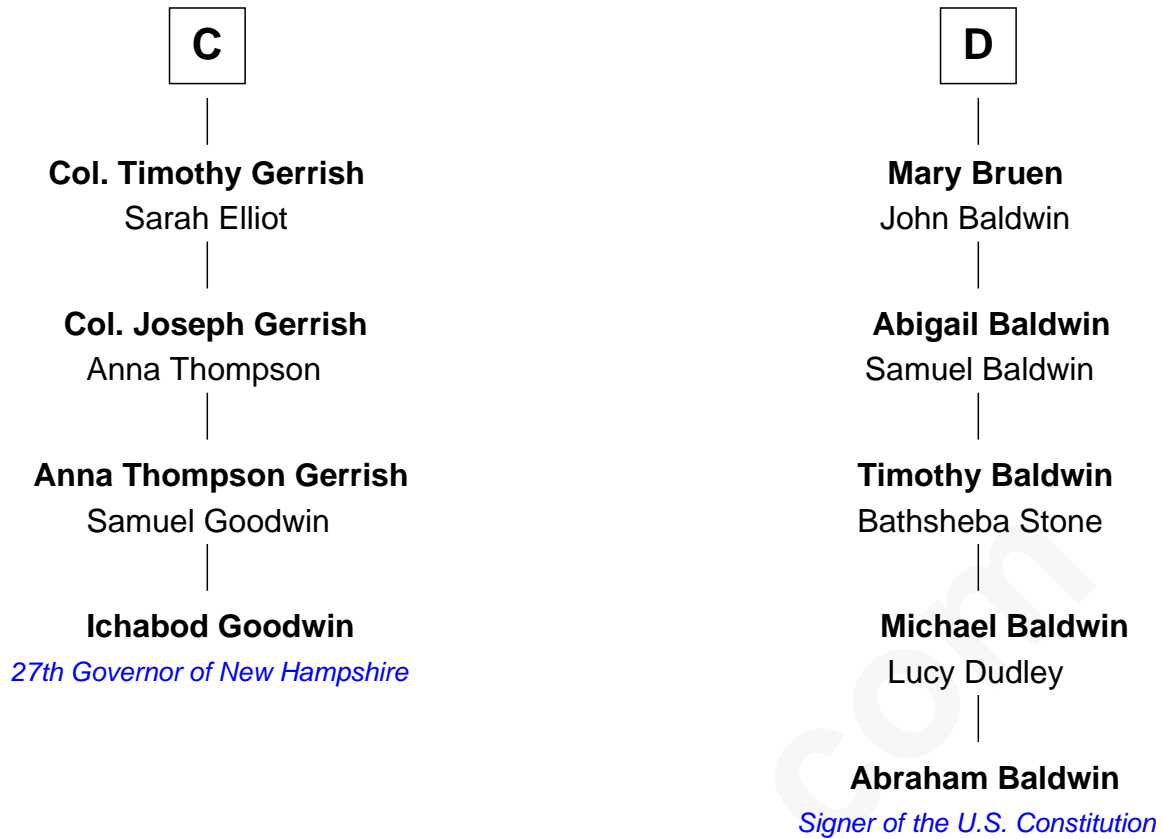 C
Col. Timothy Gerrish
Sarah Elliot
Col. Joseph Gerrish
Anna Thompson
Anna Thompson Gerrish
Samuel Goodwin
Ichabod Goodwin
27th Governor of New Hampshire
D
Mary Bruen
John Baldwin
Abigail Baldwin
Samuel Baldwin
Timothy Baldwin
Bathsheba Stone
Michael Baldwin
Lucy Dudley
Abraham Baldwin
Signer of the U.S. Constitution
com